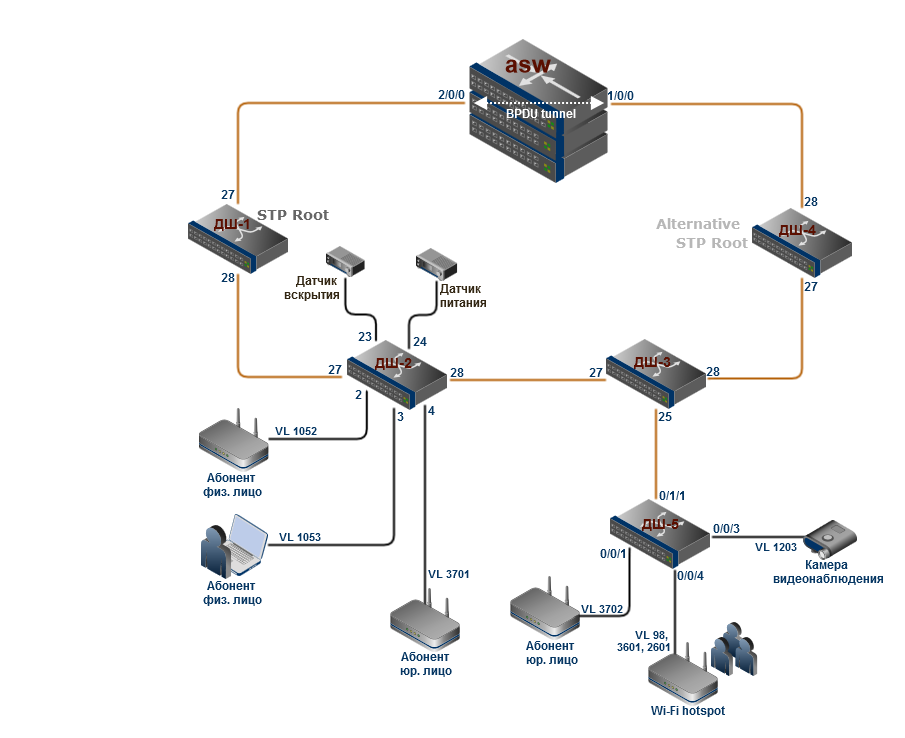 asw
2/0/0
1/0/0
BPDU tunnel
27
STP Root
ДШ-1
28
28
Alternative
STP Root
ДШ-4
27
Датчик
вскрытия
Датчик
питания
23
24
27
ДШ-2
28
27
ДШ-3
28
2
3
4
25
VL 1052
Абонент
физ. лицо
0/1/1
ДШ-5
0/0/3
0/0/1
0/0/4
VL 1203
Камера
видеонаблюдения
VL 1053
Абонент
физ. лицо
VL 3701
Абонент
юр. лицо
VL 3702
Абонент
юр. лицо
VL 98,
3601, 2601
Wi-Fi hotspot